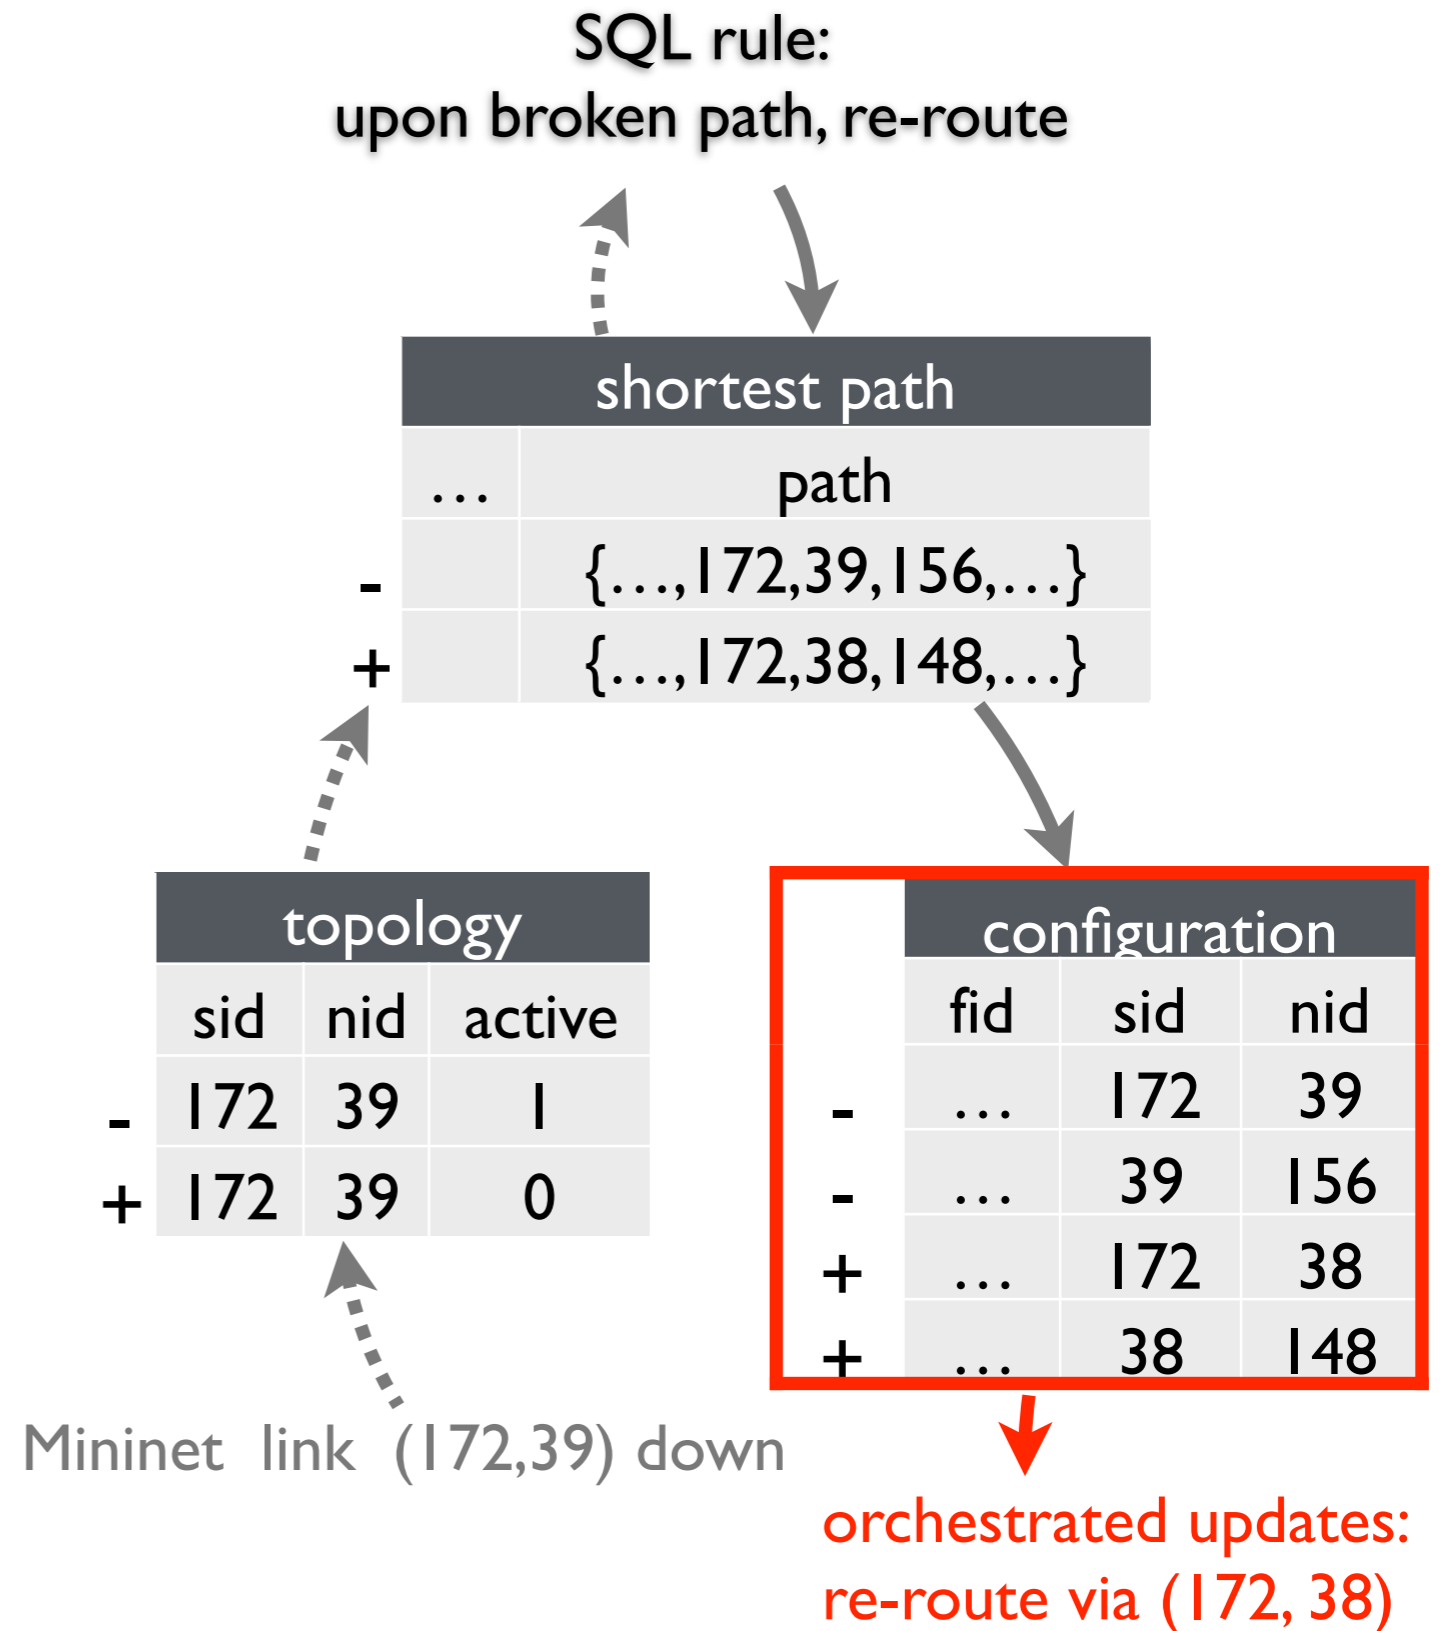 SQL rule:
upon broken path, re-route
shortest path
… path
- {…,172,39,156,…}
+ {…,172,38,148,…}
topology
sid nid active
- 172 39 1
+ 172 39 0
Mininet link (172,39) down
configuration
fid sid nid
- … 172 39
- … 39 156
+ … 172 38
+ … 38 148
orchestrated updates:
re-route via (172, 38)